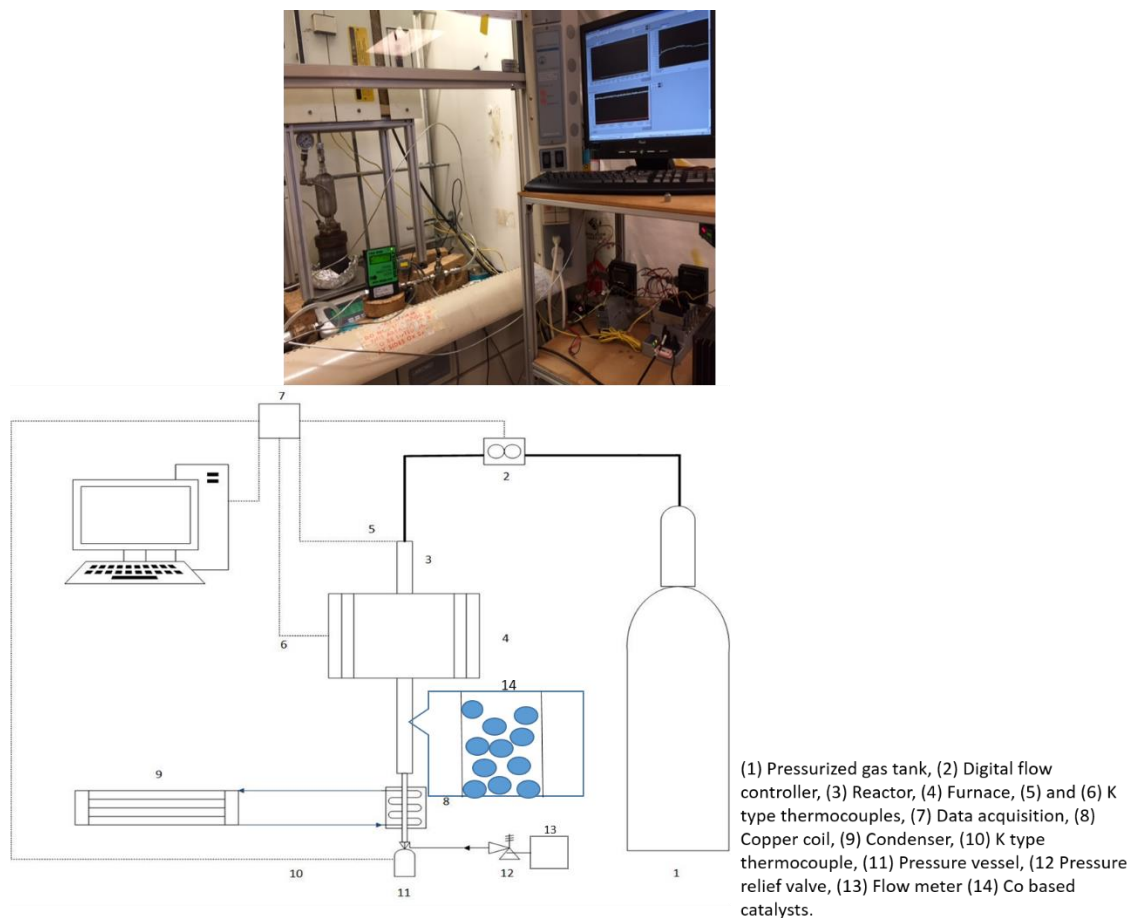 7
2
5
3
6
4
14
9
8
13
10
11
12
1
(1) Pressurized gas tank, (2) Digital flow
controller, (3) Reactor, (4) Furnace, (5) and (6) K
type thermocouples, (7) Data acquisition, (8)
Copper coil, (9) Condenser, (10) K type
thermocouple, (11) Pressure vessel, (12 Pressure
relief valve, (13) Flow meter (14) Co based
catalysts.